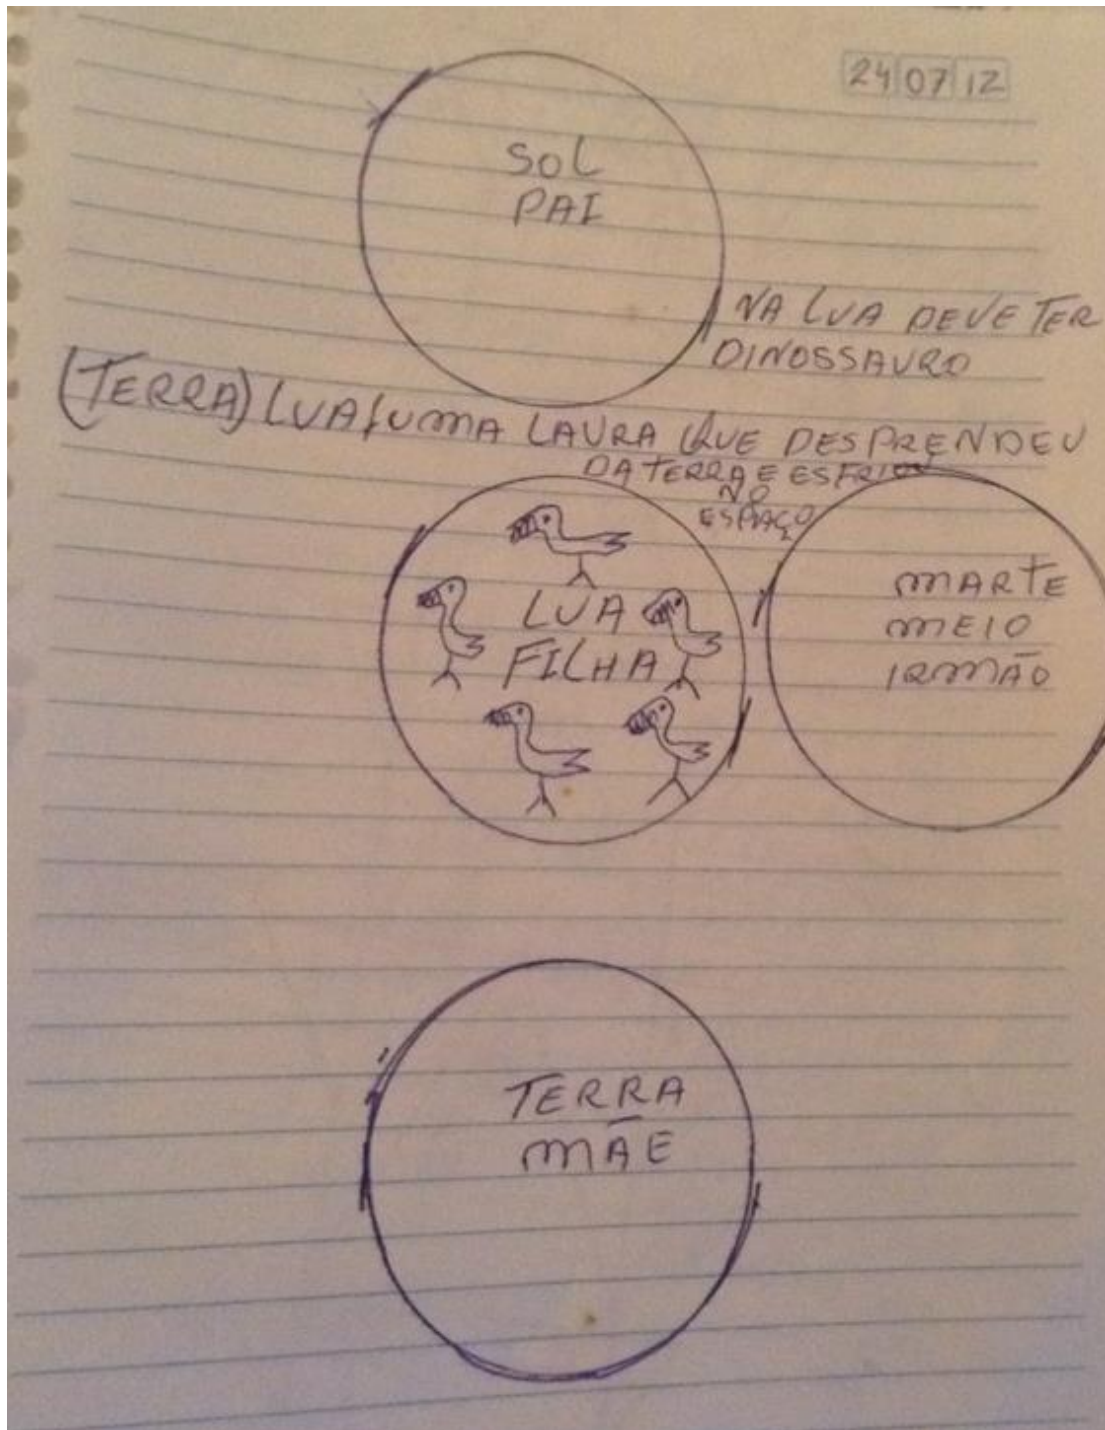 24 07 12
SOL
PAI
NA LUA DEVE TER
DINOSSAURO
(TERRA) LUA UMA LAURA QUE DESPRENDEU
DA TERRA E ESFRIOU
NO
ESPAÇO
LUA
FILHA
MARTE
MEIO
IRMÃO
TERRA
MÃE